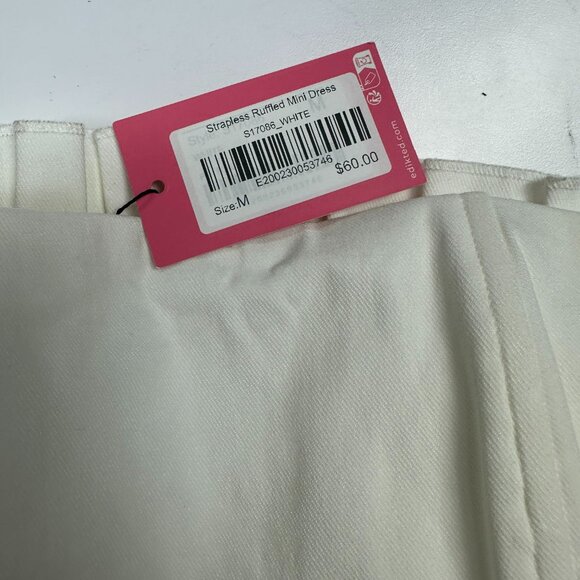 Strapless Ruffled Mini Dress
S17086_WHITE
E200230053746
Size:M
$60.00
edikted.com